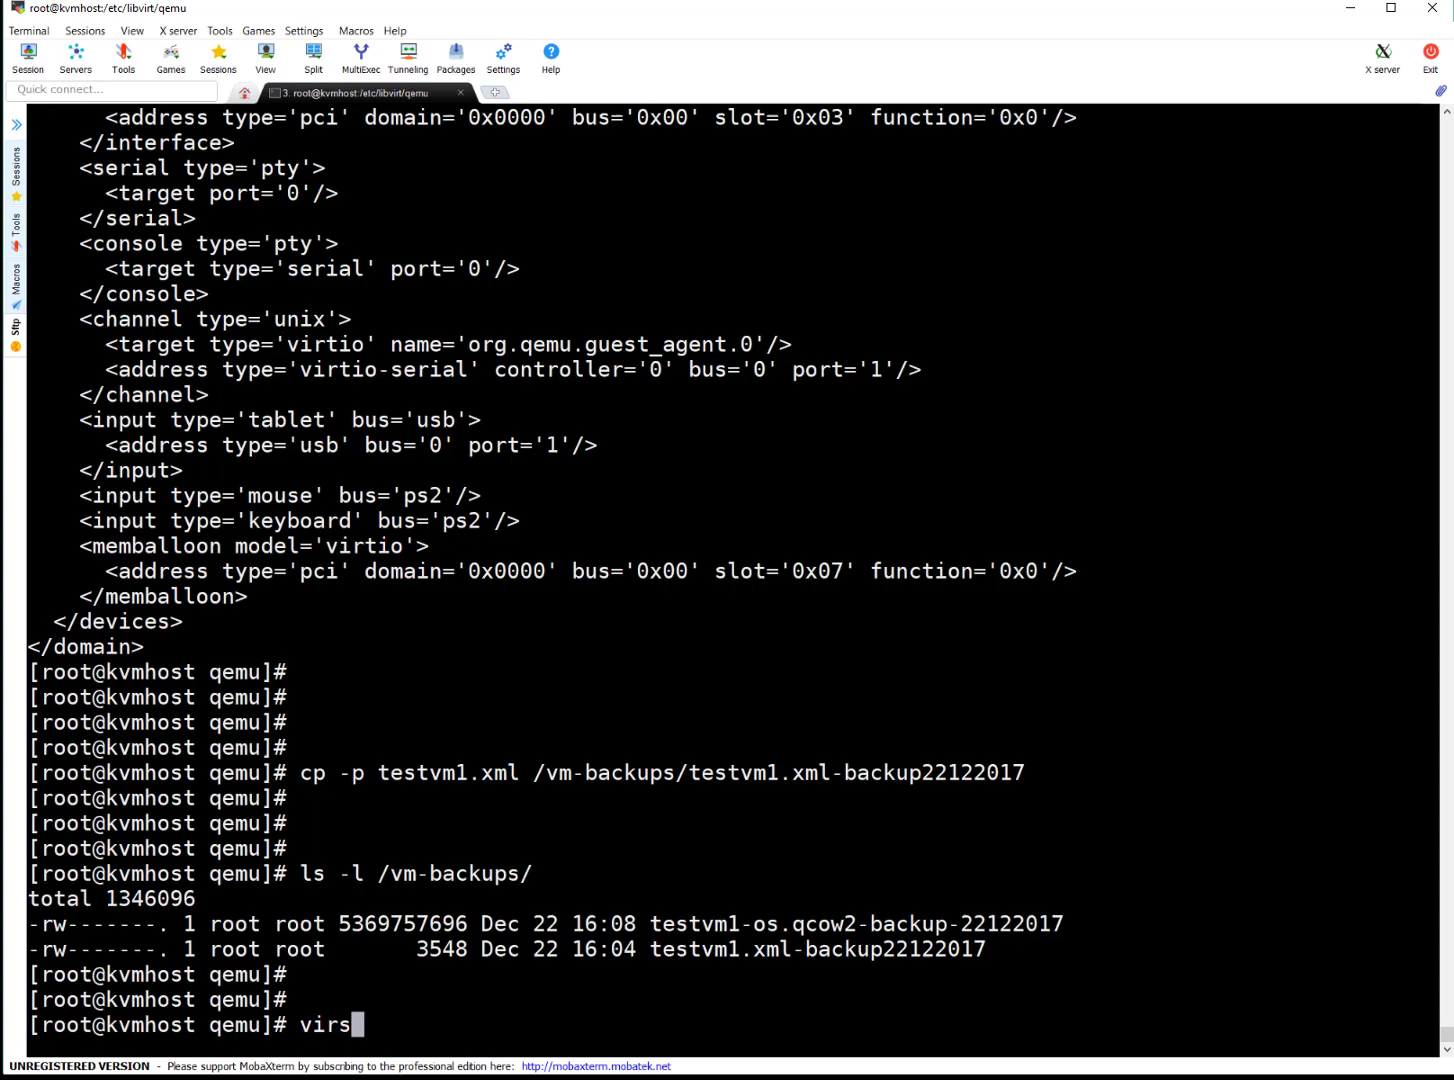 root@kvmhost:/etc/libvirt/qemu
Terminal Sessions View X server Tools Games Settings Macros Help
Session Servers Tools Games Sessions View Split MultiExec Tunneling Packages Settings Help X server Exit
Quick connect... 3. root@kvmhost:/etc/libvirt/qemu
Sessions
Tools
Macros
Sftp
<address type='pci' domain='0x0000' bus='0x00' slot='0x03' function='0x0'/>
</interface>
<serial type='pty'>
<target port='0'/>
</serial>
<console type='pty'>
<target type='serial' port='0'/>
</console>
<channel type='unix'>
<target type='virtio' name='org.qemu.guest_agent.0'/>
<address type='virtio-serial' controller='0' bus='0' port='1'/>
</channel>
<input type='tablet' bus='usb'>
<address type='usb' bus='0' port='1'/>
</input>
<input type='mouse' bus='ps2'/>
<input type='keyboard' bus='ps2'/>
<memballoon model='virtio'>
<address type='pci' domain='0x0000' bus='0x00' slot='0x07' function='0x0'/>
</memballoon>
</devices>
</domain>
[root@kvmhost qemu]#
[root@kvmhost qemu]#
[root@kvmhost qemu]#
[root@kvmhost qemu]#
[root@kvmhost qemu]# cp -p testvm1.xml /vm-backups/testvm1.xml-backup22122017
[root@kvmhost qemu]#
[root@kvmhost qemu]#
[root@kvmhost qemu]#
[root@kvmhost qemu]# ls -l /vm-backups/
total 1346096
-rw-------. 1 root root 5369757696 Dec 22 16:08 testvm1-os.qcow2-backup-22122017
-rw-------. 1 root root 3548 Dec 22 16:04 testvm1.xml-backup22122017
[root@kvmhost qemu]#
[root@kvmhost qemu]#
[root@kvmhost qemu]# virs
UNREGISTERED VERSION - Please support MobaXterm by subscribing to the professional edition here: http://mobaxterm.mobatek.net